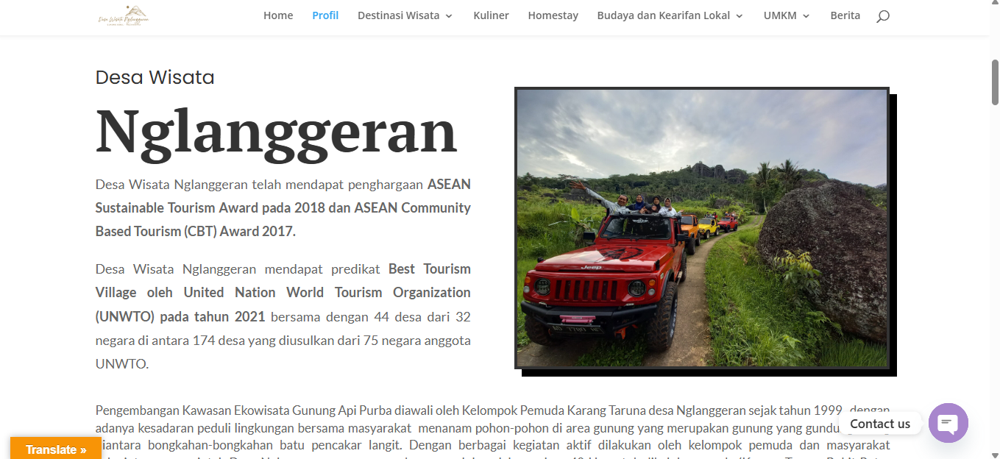 Desa Wisata Nglanggeran
Home Profil Destinasi Wisata Kuliner Homestay Budaya dan Kearifan Lokal UMKM Berita
Desa Wisata
Nglanggeran
Desa Wisata Nglanggeran telah mendapat penghargaan ASEAN
Sustainable Tourism Award pada 2018 dan ASEAN Community
Based Tourism (CBT) Award 2017.
Desa Wisata Nglanggeran mendapat predikat Best Tourism
Village oleh United Nation World Tourism Organization
(UNWTO) pada tahun 2021 bersama dengan 44 desa dari 32
negara di antara 174 desa yang diusulkan dari 75 negara anggota
UNWTO.
Jeep
Pengembangan Kawasan Ekowisata Gunung Api Purba diawali oleh Kelompok Pemuda Karang Taruna desa Nglanggeran sejak tahun 1999, dengan
adanya kesadaran peduli lingkungan bersama masyarakat mnanam pohon-pohon di area gunung yang merupakan gunung yang
diantara bongkahan-bongkahan batu pencakar langit. Dengan berbagai kegiatan aktif dilakukan oleh kelompok pemuda dan masyarakat
Contact us
Translate »